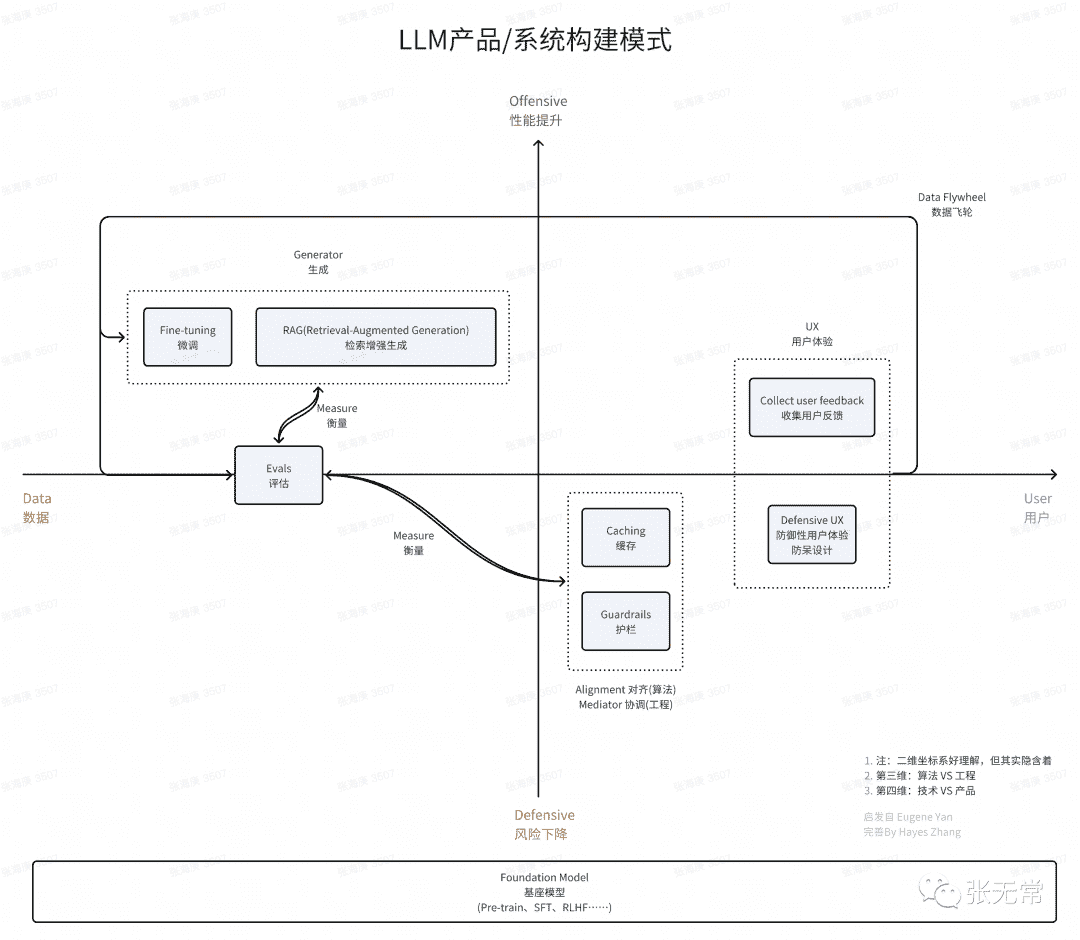 LLM产品/系统构建模式
Offensive
性能提升
Data Flywheel
数据飞轮
Generator
生成
Fine-tuning
微调
RAG(Retrieval-Augmented Generation)
检索增强生成
UX
用户体验
Collect user feedback
收集用户反馈
Measure
衡量
Evals
评估
Data
数据
User
用户
Measure
衡量
Caching
缓存
Defensive UX
防御性用户体验
防呆设计
Guardrails
护栏
Alignment 对齐(算法)
Mediator 协调(工程)
1. 注：二维坐标系好理解，但其实隐含着
2. 第三维：算法 VS 工程
3. 第四维：技术 VS 产品
启发自 Eugene Yan
完善By Hayes Zhang
Defensive
风险下降
Foundation Model
基座模型
(Pre-train、SFT、RLHF……)
张无常